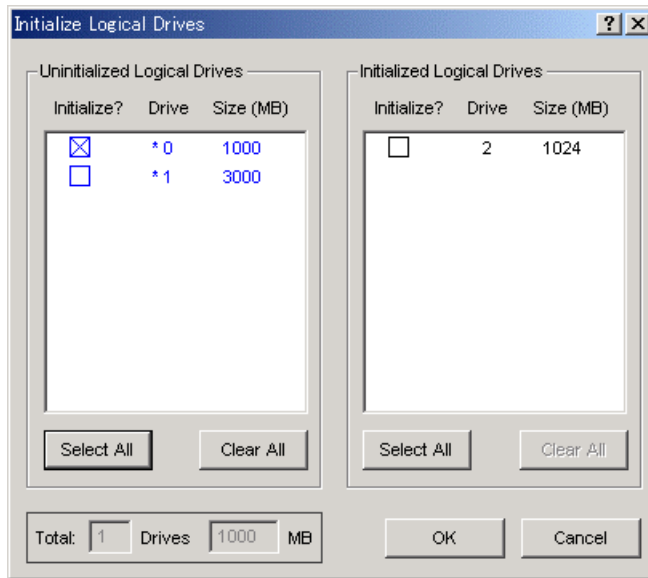 Initialize Logical Drives
Uninitialized Logical Drives
Initialize? Drive Size (MB)
* 0 1000
* 1 3000
Select All Clear All
Initialized Logical Drives
Initialize? Drive Size (MB)
2 1024
Select All Clear All
Total: 1 Drives 1000 MB
OK Cancel